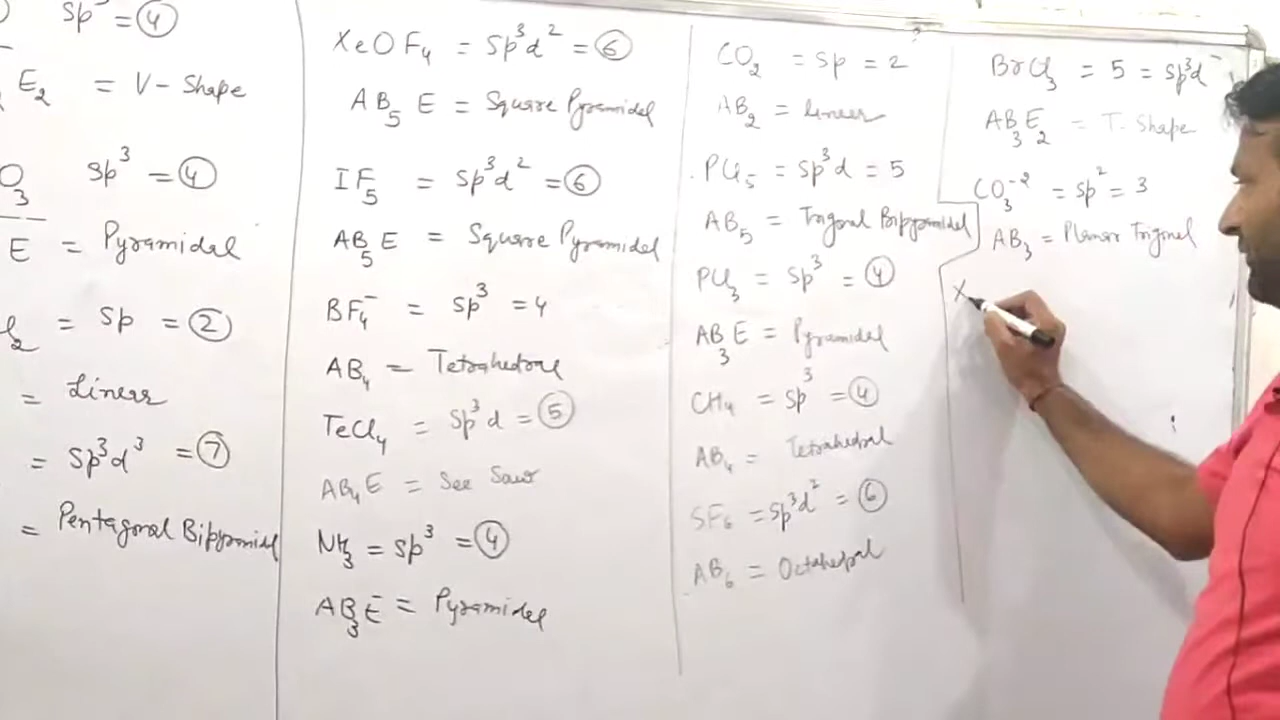 sp³ = ④
E₂ = V-Shape
O₃ sp³ = ④
E = Pyramidal
l₂ = sp = ②
= Linear
= sp³d³ = ⑦
= Pentagonal Bipyramidal
XeOF₄ = sp³d² = ⑥
AB₅E = Square Pyramidal
IF₅ = sp³d² = ⑥
AB₅E = Square Pyramidel
BF₄⁻ = sp³ = 4
AB₄ = Tetrahedral
TeCl₄ = sp³d = ⑤
AB₄E = See Saw
NH₃ = sp³ = ④
AB₃E = Pyramidel
CO₂ = sp = 2
AB₂ = linear
PCl₅ = sp³d = 5
AB₅ = Trigonal Bipyramidal
PCl₃ = sp³ = ④
AB₃E = Pyramidel
CH₄ = sp³ = ④
AB₄ = Tetrahedral
SF₆ = sp³d² = ⑥
AB₆ = Octahedral
BrCl₃ = 5 = sp³d
AB₃E₂ = T-Shape
CO₃⁻² = sp² = 3
AB₃ = Planar Trigonal
X